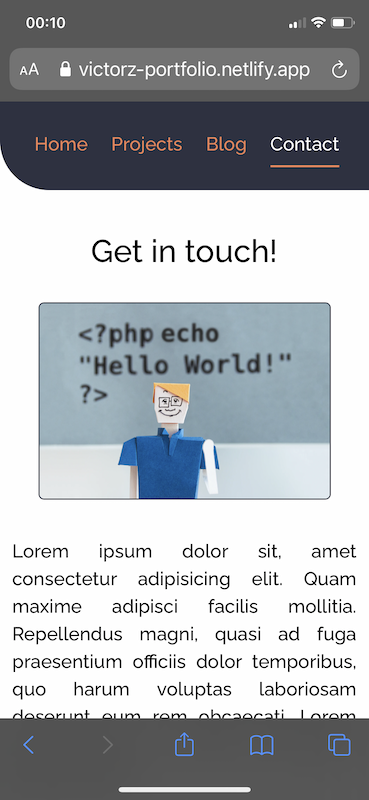 00:10
AA victorz-portfolio.netlify.app
Home Projects Blog Contact
Get in touch!
<?php echo
"Hello World!"
?>
Lorem ipsum dolor sit, amet
consectetur adipisicing elit. Quam
maxime adipisci facilis mollitia.
Repellendus magni, quasi ad fuga
praesentium officiis dolor temporibus,
quo harum voluptas laboriosam
deserunt eum rem obcaecati. Lorem